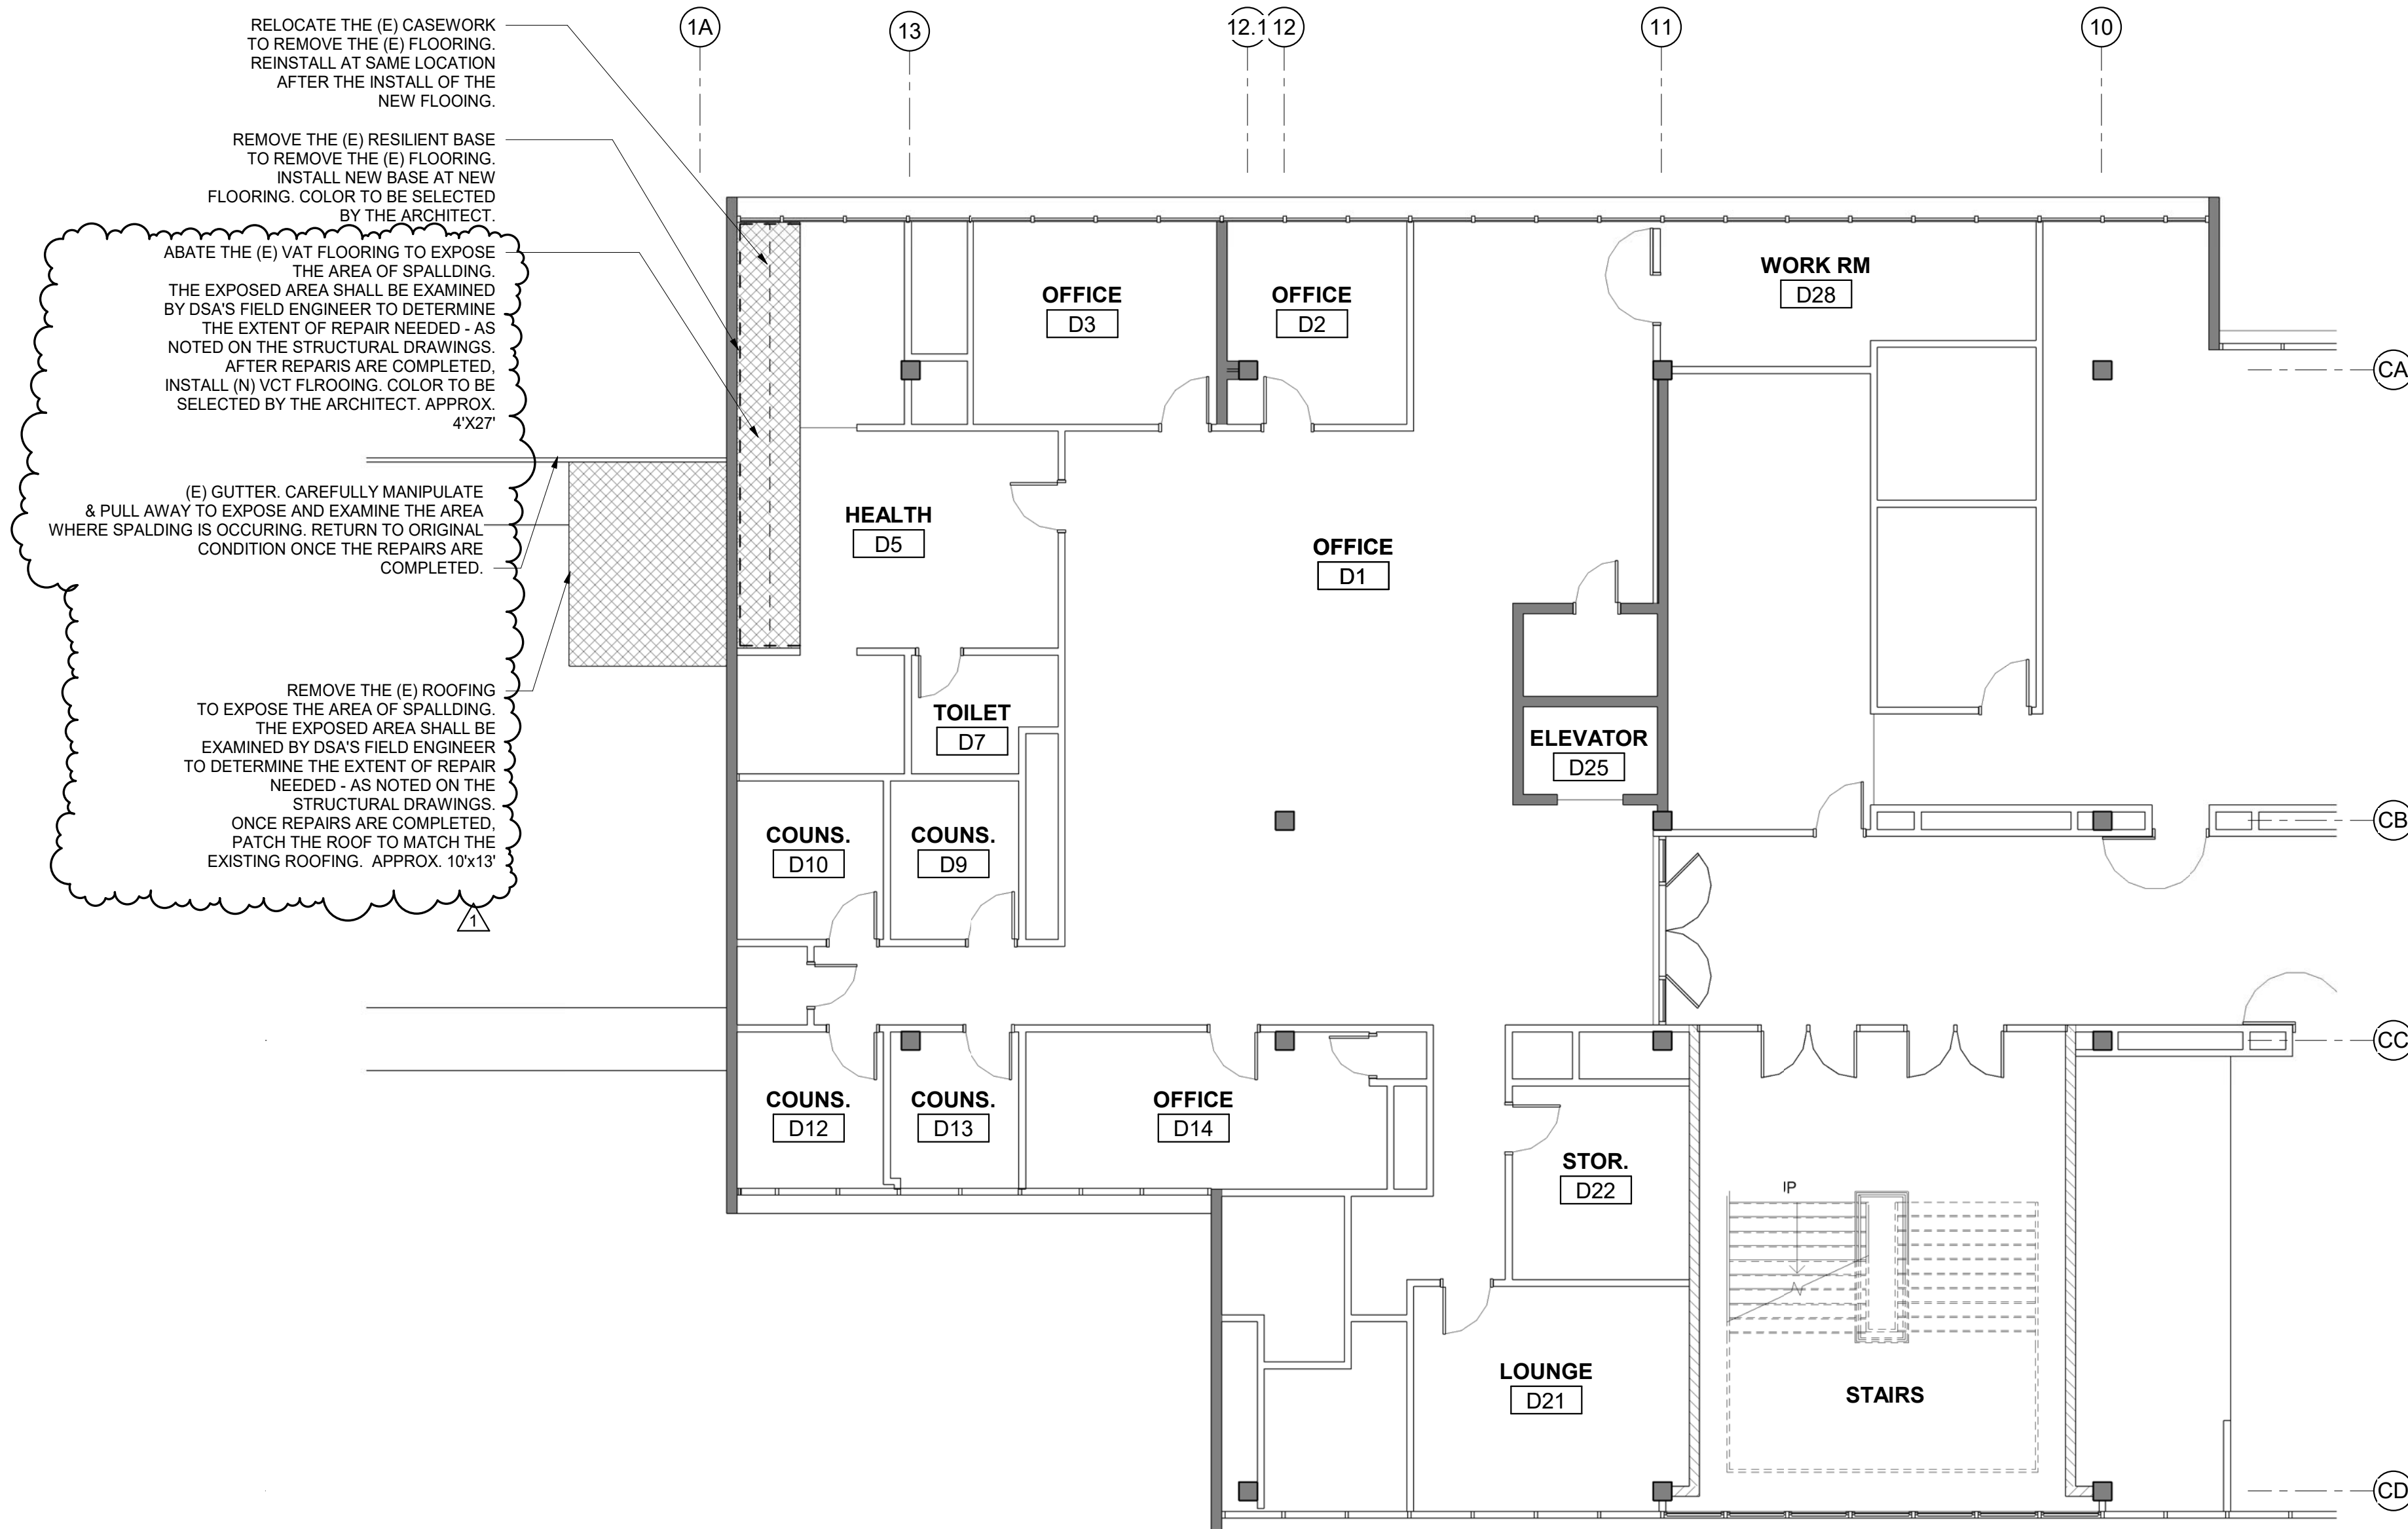 RELOCATE THE (E) CASEWORK
TO REMOVE THE (E) FLOORING.
REINSTALL AT SAME LOCATION
AFTER THE INSTALL OF THE
NEW FLOOING.
REMOVE THE (E) RESILIENT BASE
TO REMOVE THE (E) FLOORING.
INSTALL NEW BASE AT NEW
FLOORING. COLOR TO BE SELECTED
BY THE ARCHITECT.
ABATE THE (E) VAT FLOORING TO EXPOSE
THE AREA OF SPALLDING.
THE EXPOSED AREA SHALL BE EXAMINED
BY DSA'S FIELD ENGINEER TO DETERMINE
THE EXTENT OF REPAIR NEEDED - AS
NOTED ON THE STRUCTURAL DRAWINGS.
AFTER REPARIS ARE COMPLETED,
INSTALL (N) VCT FLROOING. COLOR TO BE
SELECTED BY THE ARCHITECT. APPROX.
4'X27'
(E) GUTTER. CAREFULLY MANIPULATE
& PULL AWAY TO EXPOSE AND EXAMINE THE AREA
WHERE SPALDING IS OCCURING. RETURN TO ORIGINAL
CONDITION ONCE THE REPAIRS ARE
COMPLETED.
REMOVE THE (E) ROOFING
TO EXPOSE THE AREA OF SPALLDING.
THE EXPOSED AREA SHALL BE
EXAMINED BY DSA'S FIELD ENGINEER
TO DETERMINE THE EXTENT OF REPAIR
NEEDED - AS NOTED ON THE
STRUCTURAL DRAWINGS.
ONCE REPAIRS ARE COMPLETED,
PATCH THE ROOF TO MATCH THE
EXISTING ROOFING. APPROX. 10'x13'
1
1A
13
12.1
12
11
10
CA
CB
CC
CD
OFFICE
D3
OFFICE
D2
WORK RM
D28
HEALTH
D5
OFFICE
D1
TOILET
D7
ELEVATOR
D25
COUNS.
D10
COUNS.
D9
COUNS.
D12
COUNS.
D13
OFFICE
D14
STOR.
D22
IP
LOUNGE
D21
STAIRS